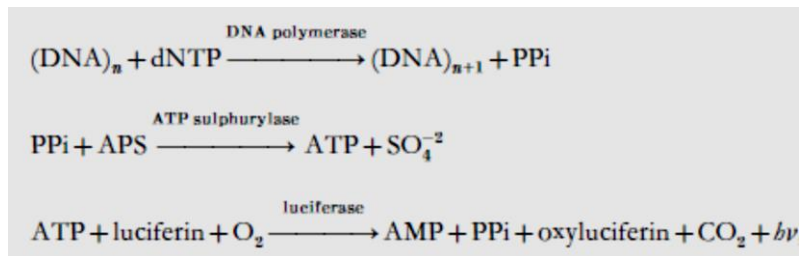 DNA polymerase
(DNA)ₙ + dNTP ⟶ (DNA)ₙ₊₁ + PPi
ATP sulphurylase
PPi + APS ⟶ ATP + SO₄⁻²
luciferase
ATP + luciferin + O₂ ⟶ AMP + PPi + oxyluciferin + CO₂ + hν